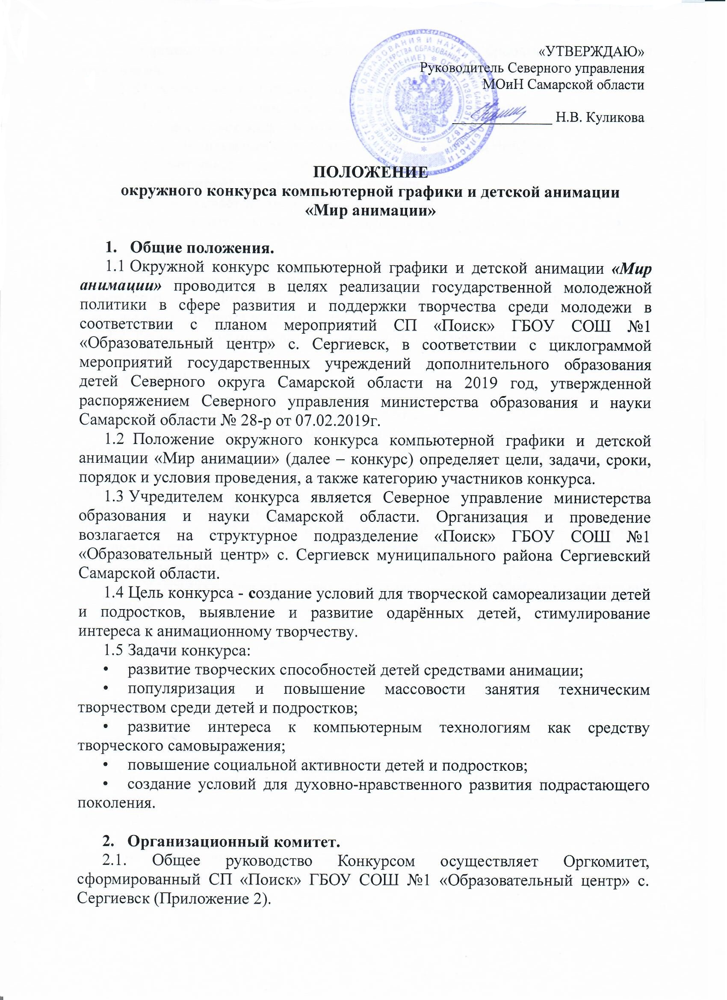 «УТВЕРЖДАЮ»
Руководитель Северного управления
МОиН Самарской области
Н.В. Куликова
ПОЛОЖЕНИЕ
окружного конкурса компьютерной графики и детской анимации
«Мир анимации»
1. Общие положения.
1.1 Окружной конкурс компьютерной графики и детской анимации «Мир
анимации» проводится в целях реализации государственной молодежной
политики в сфере развития и поддержки творчества среди молодежи в
соответствии с планом мероприятий СП «Поиск» ГБОУ СОШ №1
«Образовательный центр» с. Сергиевск, в соответствии с циклограммой
мероприятий государственных учреждений дополнительного образования
детей Северного округа Самарской области на 2019 год, утвержденной
распоряжением Северного управления министерства образования и науки
Самарской области № 28-р от 07.02.2019г.
1.2 Положение окружного конкурса компьютерной графики и детской
анимации «Мир анимации» (далее – конкурс) определяет цели, задачи, сроки,
порядок и условия проведения, а также категорию участников конкурса.
1.3 Учредителем конкурса является Северное управление министерства
образования и науки Самарской области. Организация и проведение
возлагается на структурное подразделение «Поиск» ГБОУ СОШ №1
«Образовательный центр» с. Сергиевск муниципального района Сергиевский
Самарской области.
1.4 Цель конкурса - создание условий для творческой самореализации детей
и подростков, выявление и развитие одарённых детей, стимулирование
интереса к анимационному творчеству.
1.5 Задачи конкурса:
• развитие творческих способностей детей средствами анимации;
• популяризация и повышение массовости занятия техническим
творчеством среди детей и подростков;
• развитие интереса к компьютерным технологиям как средству
творческого самовыражения;
• повышение социальной активности детей и подростков;
• создание условий для духовно-нравственного развития подрастающего
поколения.
2. Организационный комитет.
2.1. Общее руководство Конкурсом осуществляет Оргкомитет,
сформированный СП «Поиск» ГБОУ СОШ №1 «Образовательный центр» с.
Сергиевск (Приложение 2).
МИНИСТЕРСТВО ОБРАЗОВАНИЯ И НАУКИ САМАРСКОЙ ОБЛАСТИ